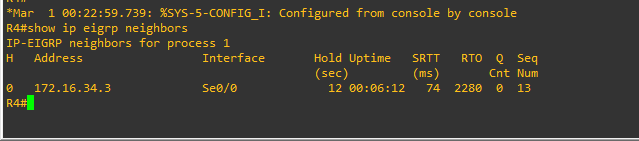 *Mar  1 00:22:59.739: %SYS-5-CONFIG_I: Configured from console by console
R4#show ip eigrp neighbors
IP-EIGRP neighbors for process 1
H   Address                 Interface       Hold Uptime   SRTT   RTO  Q  Seq
                                            (sec)         (ms)       Cnt Num
0   172.16.34.3             Se0/0             12 00:06:12   74  2280  0  13
R4#